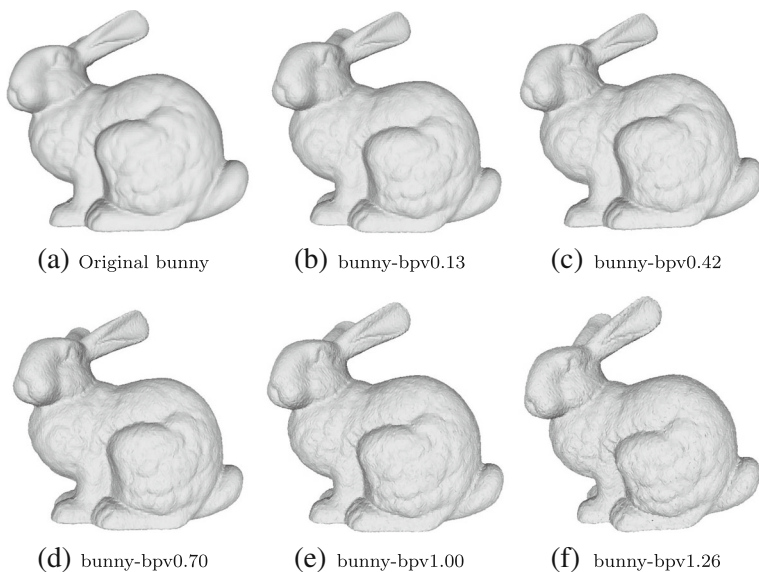 (a) Original bunny
(b) bunny-bpv0.13
(c) bunny-bpv0.42
(d) bunny-bpv0.70
(e) bunny-bpv1.00
(f) bunny-bpv1.26